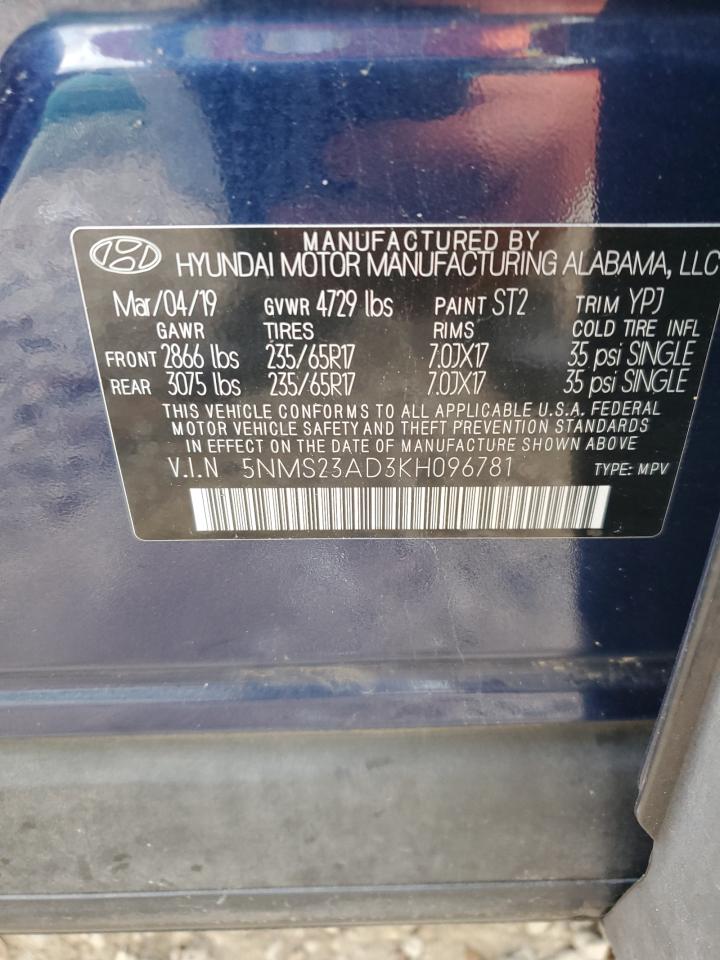 MANUFACTURED BY
HYUNDAI MOTOR MANUFACTURING ALABAMA, LLC
Mar/04/19 GVWR 4729 lbs PAINT ST2 TRIM YPJ
GAWR TIRES RIMS COLD TIRE INFL
FRONT 2866 lbs 235/65R17 7.0JX17 35 psi SINGLE
REAR 3075 lbs 235/65R17 7.0JX17 35 psi SINGLE
THIS VEHICLE CONFORMS TO ALL APPLICABLE U.S.A. FEDERAL
MOTOR VEHICLE SAFETY AND THEFT PREVENTION STANDARDS
IN EFFECT ON THE DATE OF MANUFACTURE SHOWN ABOVE
V.I.N 5NMS23AD3KH096781 TYPE: MPV